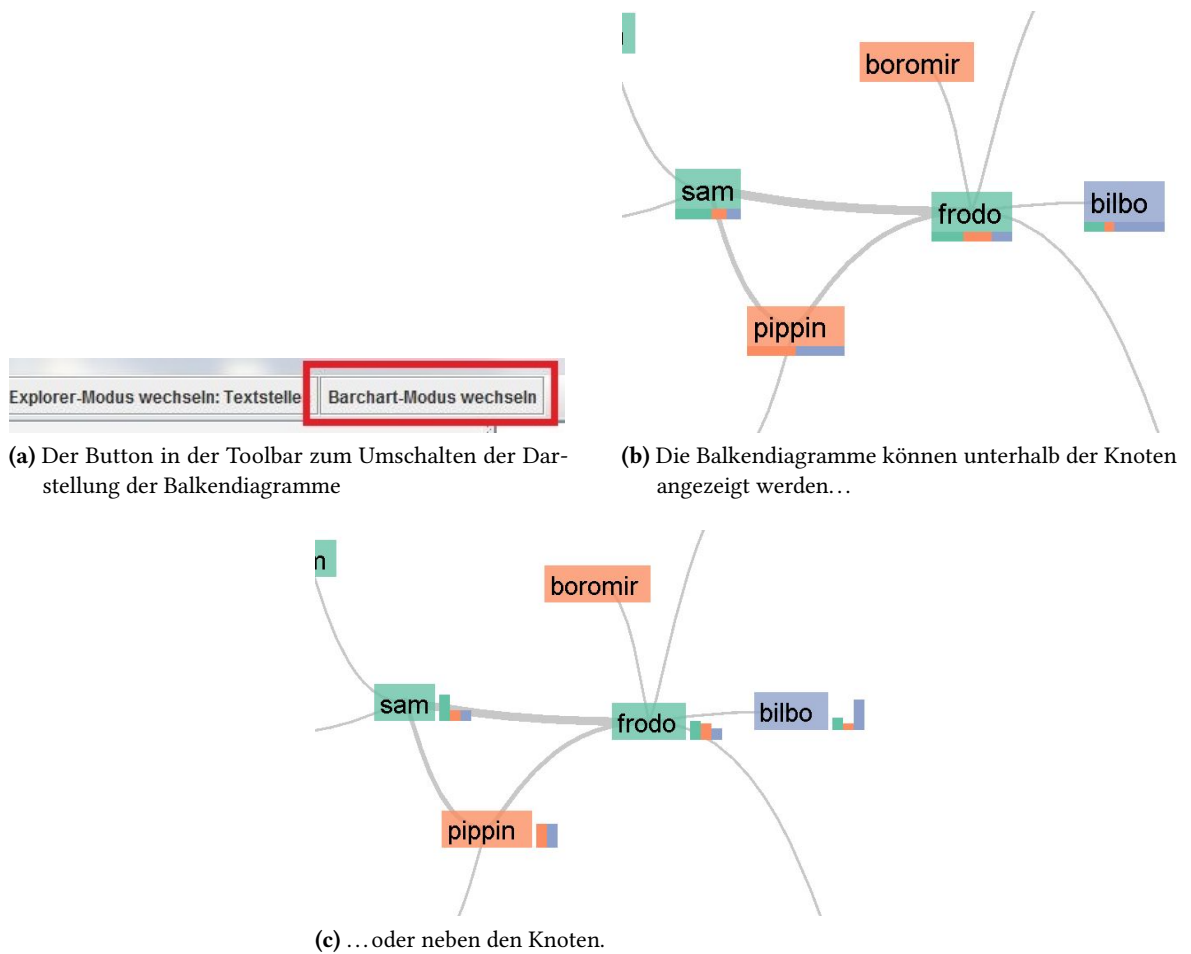 boromir
sam
frodo
bilbo
pippin
Explorer-Modus wechseln: Textstelle
Barchart-Modus wechseln
(a) Der Button in der Toolbar zum Umschalten der Dar-
stellung der Balkendiagramme
(b) Die Balkendiagramme können unterhalb der Knoten
angezeigt werden…
n
boromir
sam
frodo
bilbo
pippin
(c) …oder neben den Knoten.